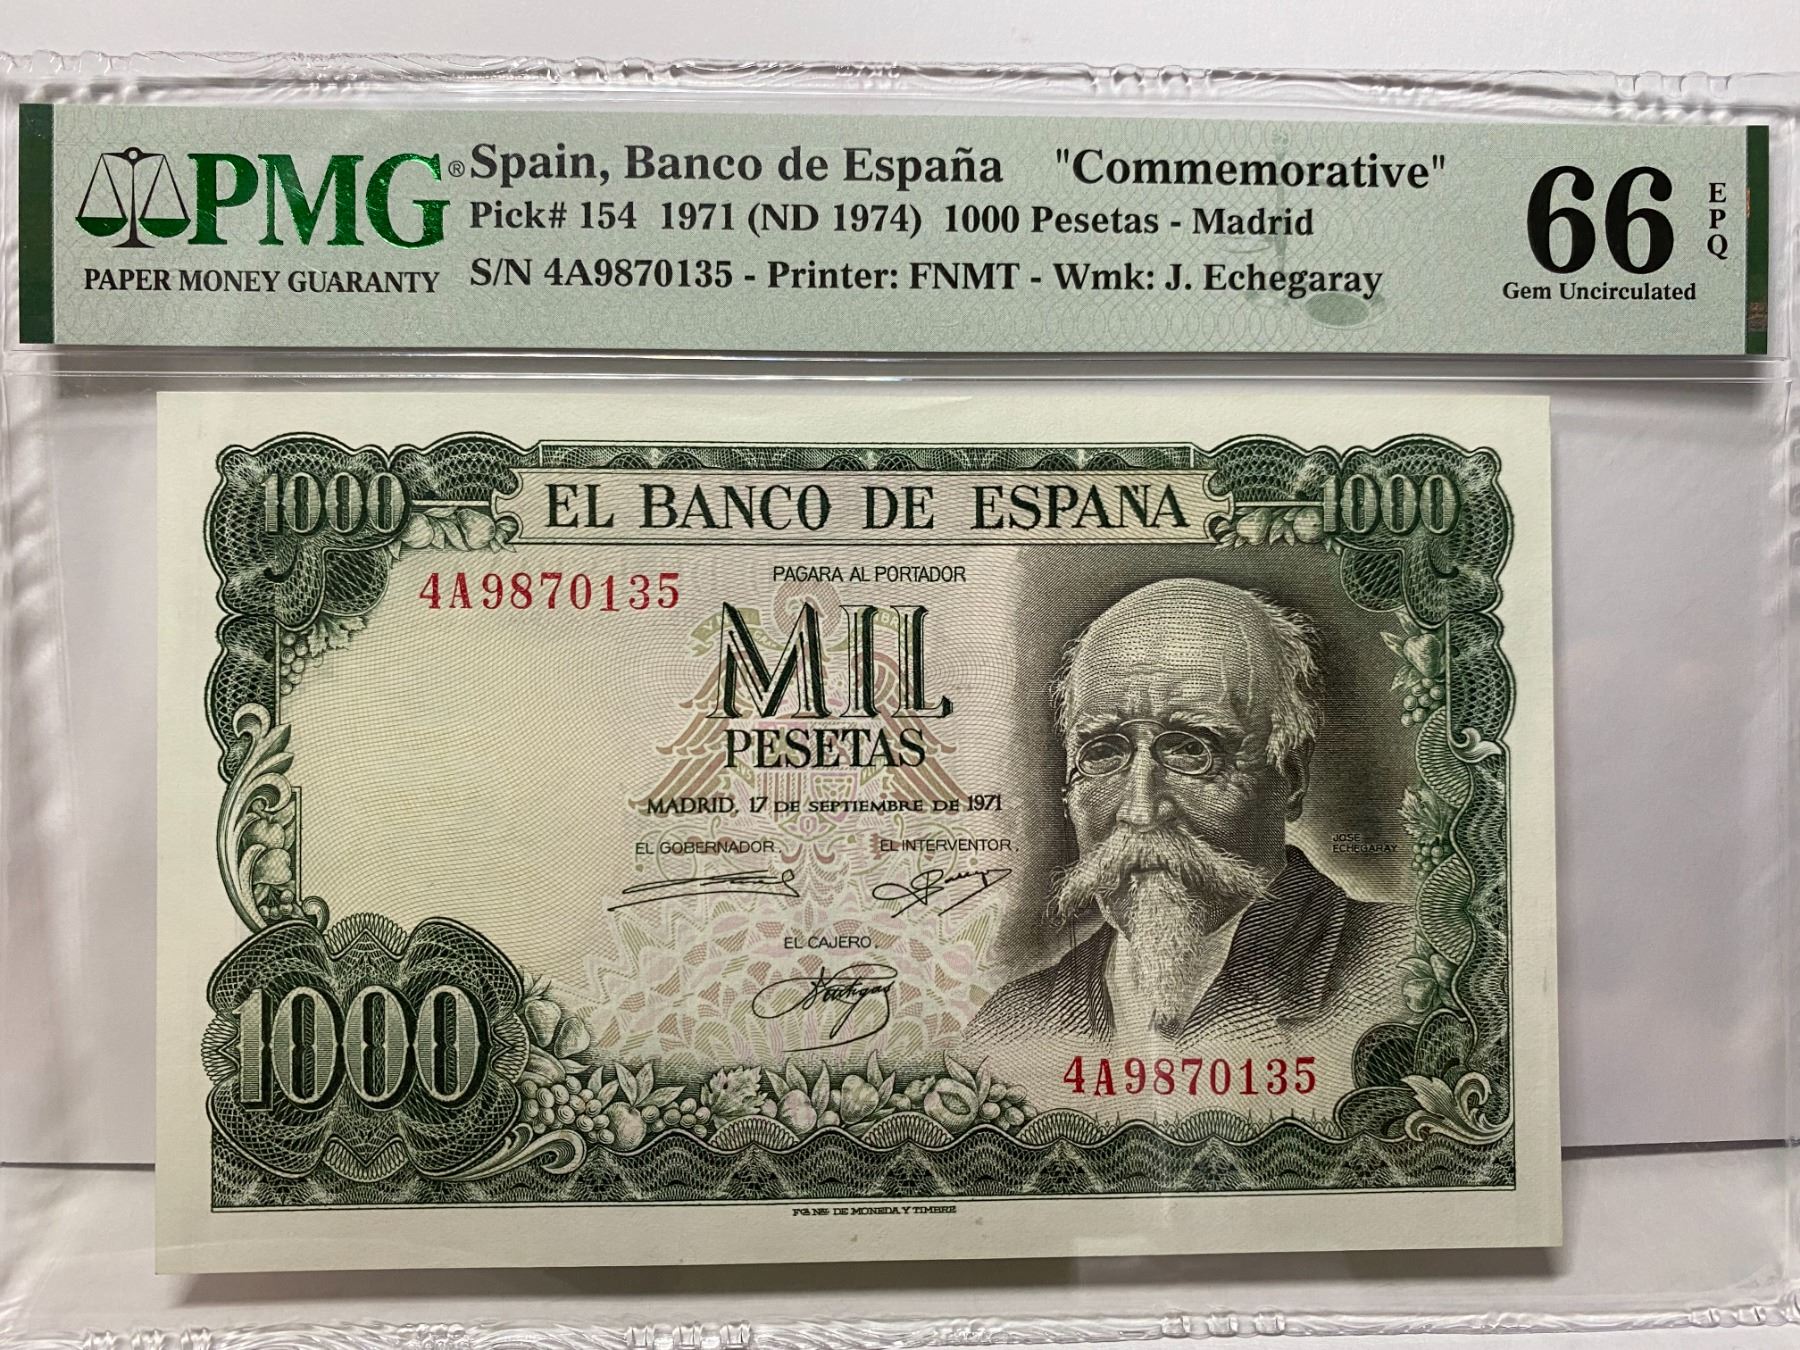 PMG® Spain, Banco de España "Commemorative"
Pick# 154 1971 (ND 1974) 1000 Pesetas - Madrid
PAPER MONEY GUARANTY S/N 4A9870135 - Printer: FNMT - Wmk: J. Echegaray
66 EPQ
Gem Uncirculated
1000 EL BANCO DE ESPAÑA 1000
4A9870135
PAGARA AL PORTADOR
MIL
PESETAS
MADRID, 17 DE SEPTIEMBRE DE 1971
EL GOBERNADOR, EL INTERVENTOR,
JOSE
ECHEGARAY
EL CAJERO,
1000
4A9870135
FCA NAL DE MONEDA Y TIMBRE